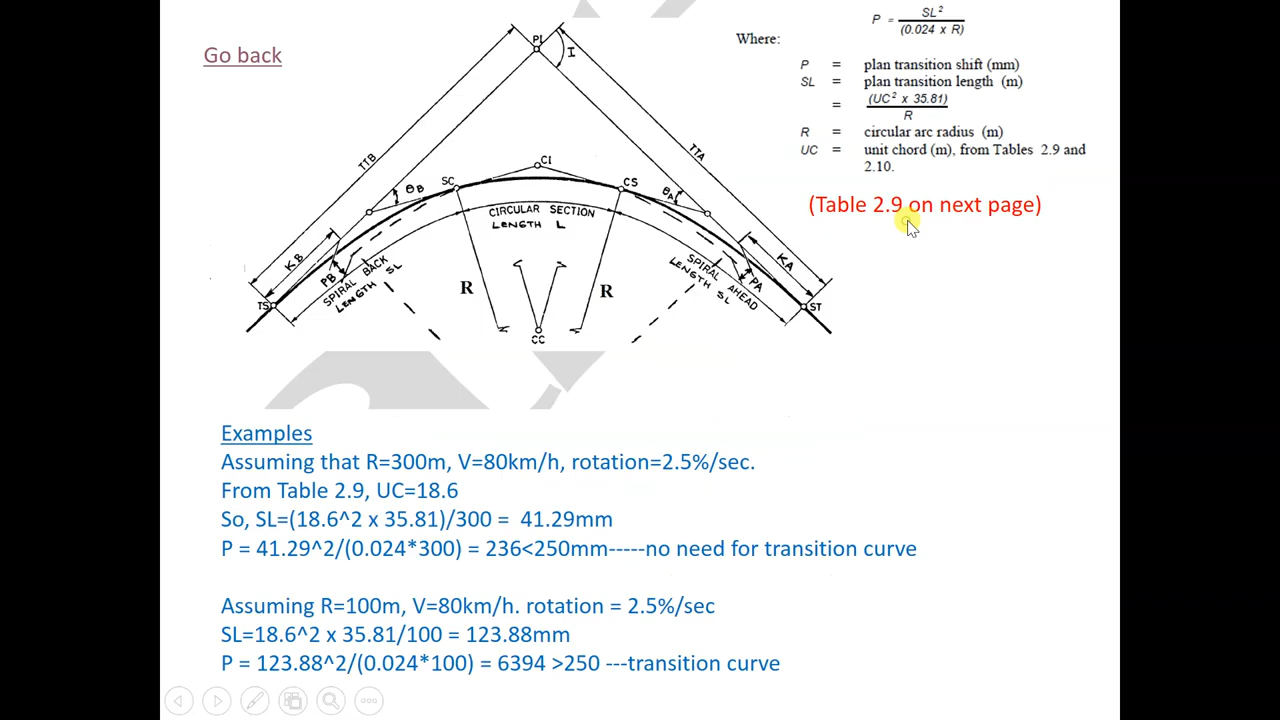 Go back
P = SL² / (0.024 x R)
Where:
P = plan transition shift (mm)
SL = plan transition length (m)
= (UC² x 35.81) / R
R = circular arc radius (m)
UC = unit chord (m), from Tables 2.9 and
2.10.
(Table 2.9 on next page)
PI
I
TTB
TTA
CI
SC
CS
θB
θA
CIRCULAR SECTION
LENGTH L
KB
KA
PB
PA
SPIRAL BACK
LENGTH SL
SPIRAL AHEAD
LENGTH SL
R
R
TS
ST
CC
Examples
Assuming that R=300m, V=80km/h, rotation=2.5%/sec.
From Table 2.9, UC=18.6
So, SL=(18.6^2 x 35.81)/300 = 41.29mm
P = 41.29^2/(0.024*300) = 236<250mm-----no need for transition curve
Assuming R=100m, V=80km/h. rotation = 2.5%/sec
SL=18.6^2 x 35.81/100 = 123.88mm
P = 123.88^2/(0.024*100) = 6394 >250 ---transition curve